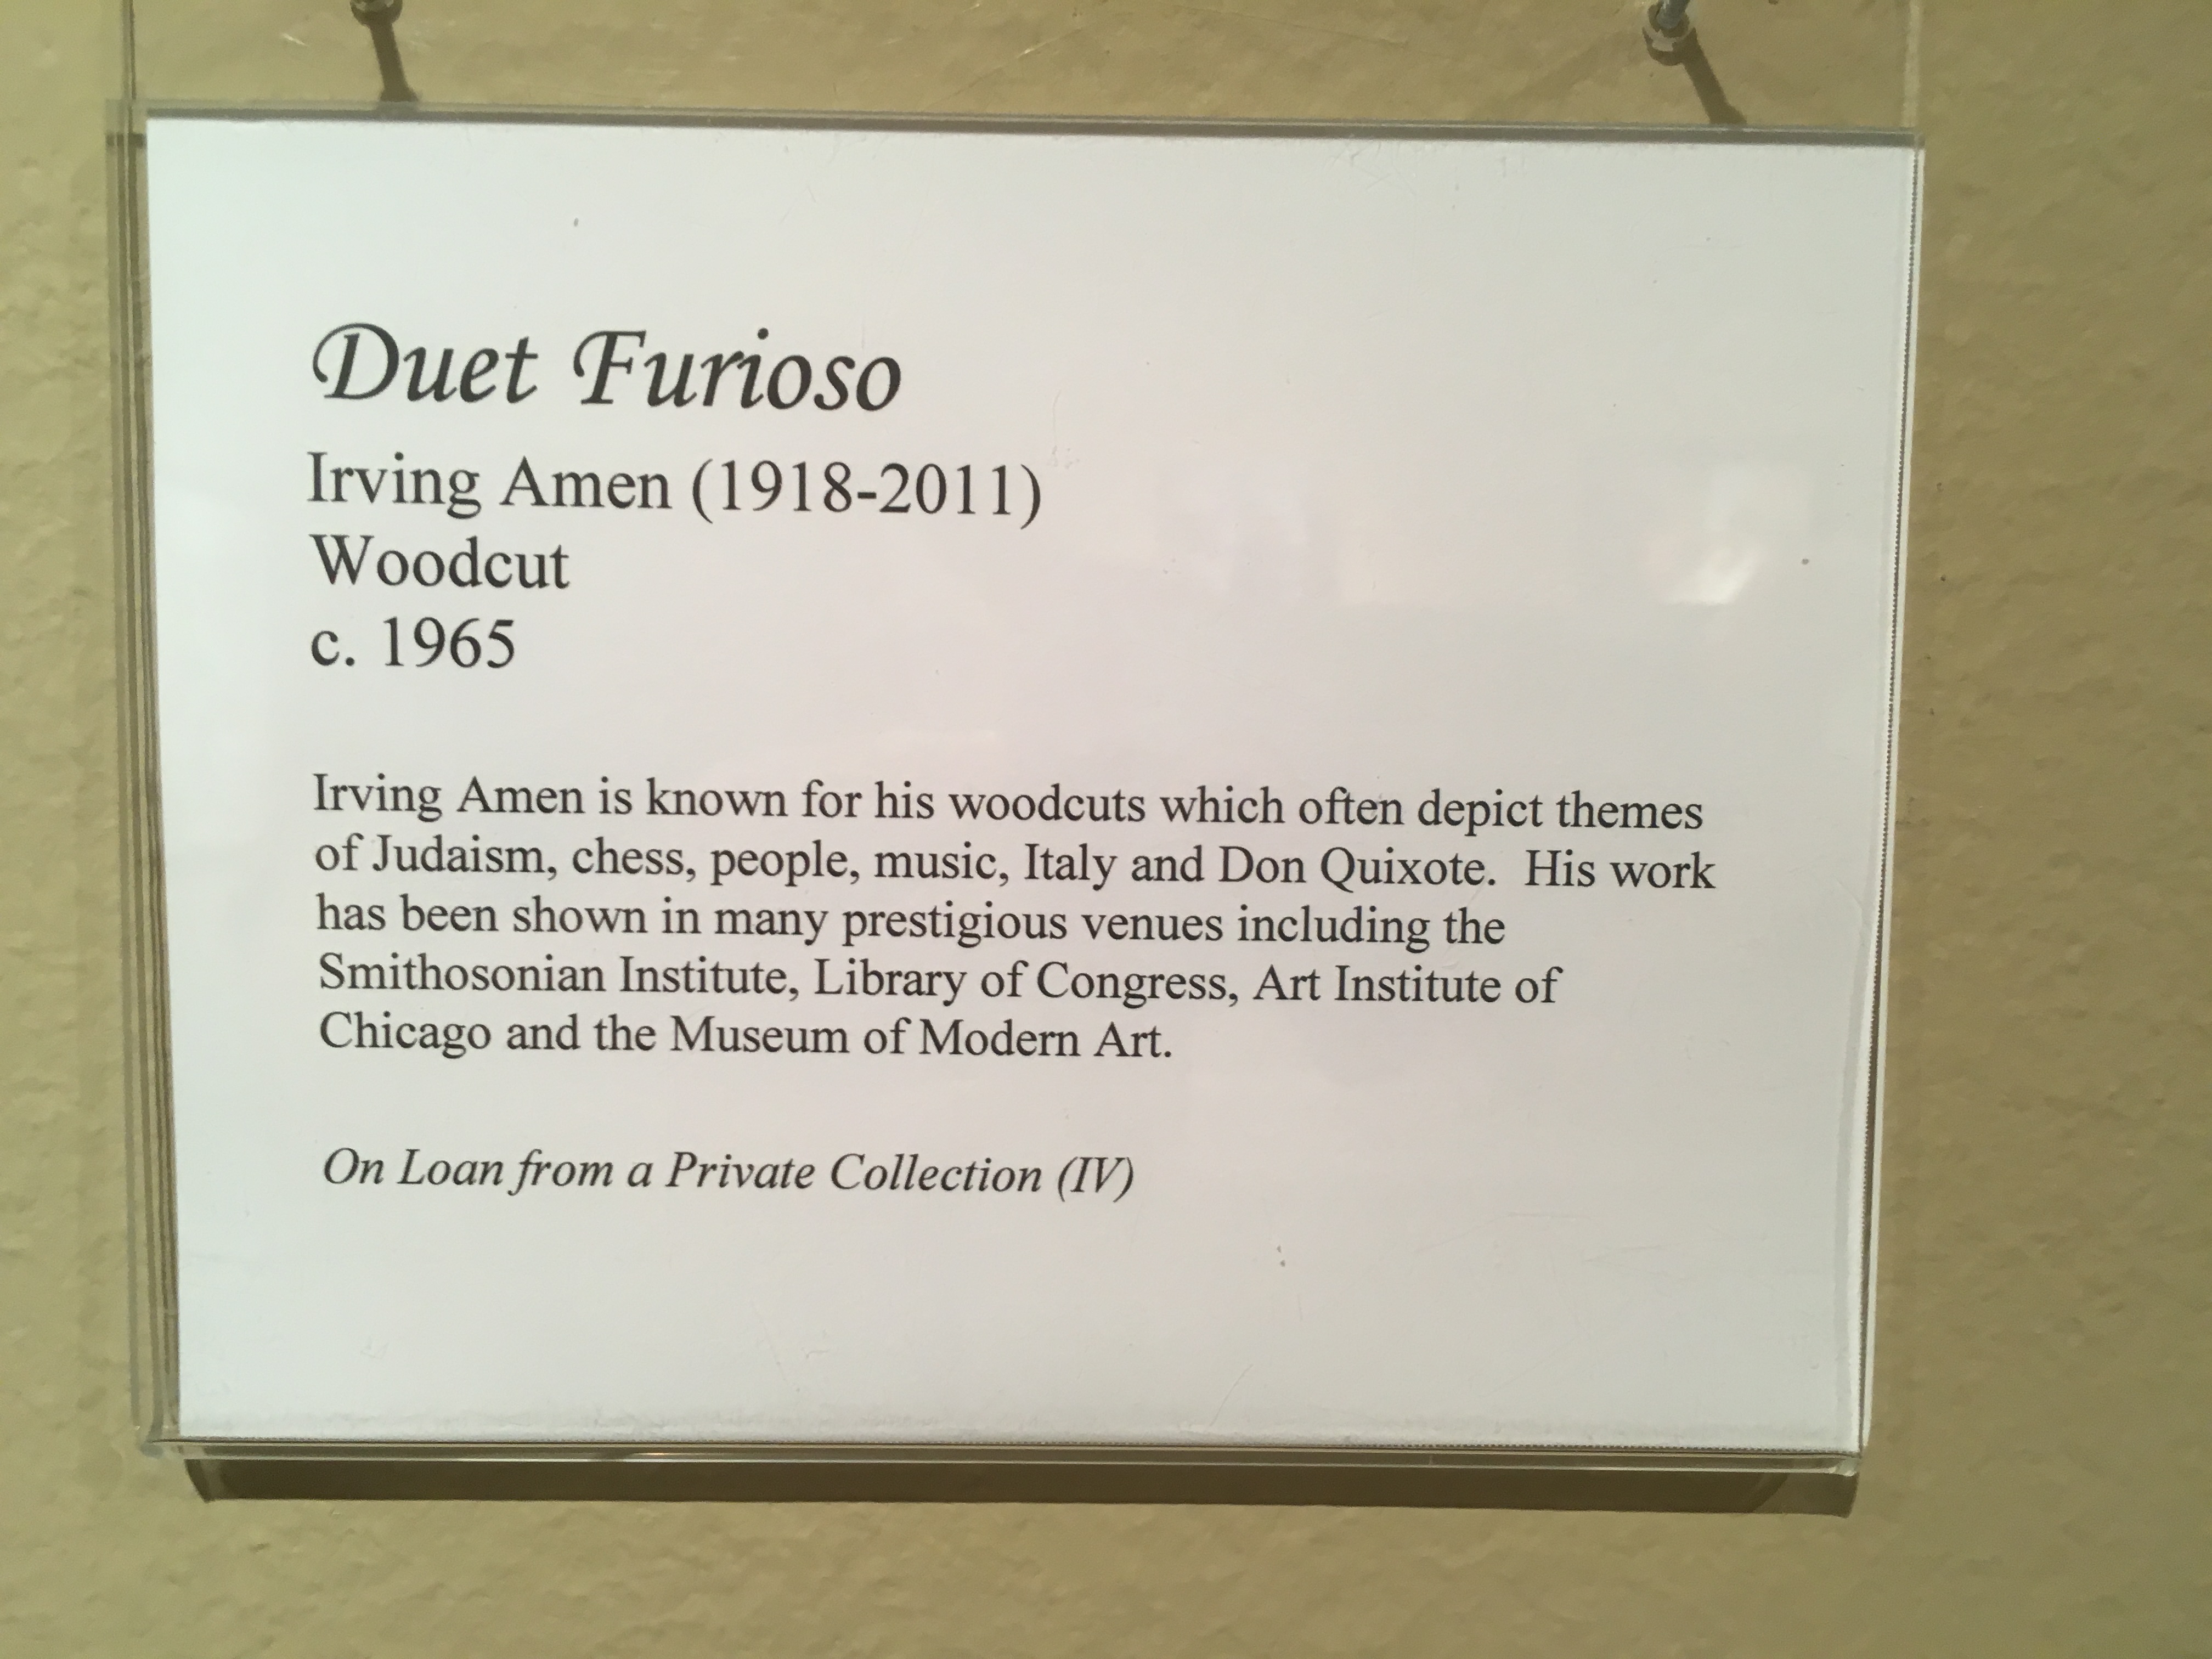 Duet Furioso
Irving Amen (1918-2011)
Woodcut
c. 1965
Irving Amen is known for his woodcuts which often depict themes
of Judaism, chess, people, music, Italy and Don Quixote.  His work
has been shown in many prestigious venues including the
Smithosonian Institute, Library of Congress, Art Institute of
Chicago and the Museum of Modern Art.
On Loan from a Private Collection (IV)